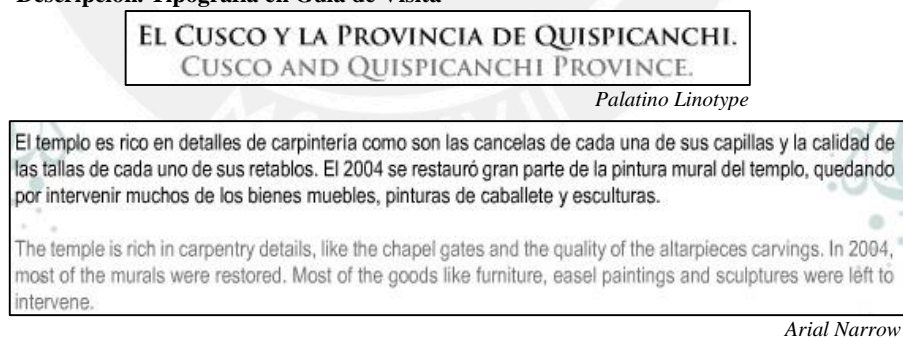 Descripción: Tipografía en Guía de Visita
EL CUSCO Y LA PROVINCIA DE QUISPICANCHI.
CUSCO AND QUISPICANCHI PROVINCE.
Palatino Linotype
El templo es rico en detalles de carpintería como son las cancelas de cada una de sus capillas y la calidad de
las tallas de cada uno de sus retablos. El 2004 se restauró gran parte de la pintura mural del templo, quedando
por intervenir muchos de los bienes muebles, pinturas de caballete y esculturas.
The temple is rich in carpentry details, like the chapel gates and the quality of the altarpieces carvings. In 2004,
most of the murals were restored. Most of the goods like furniture, easel paintings and sculptures were left to
intervene.
Arial Narrow